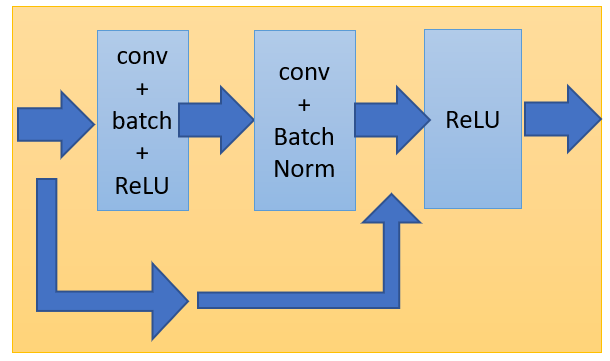 conv
+
batch
+
ReLU
conv
+
Batch
Norm
ReLU